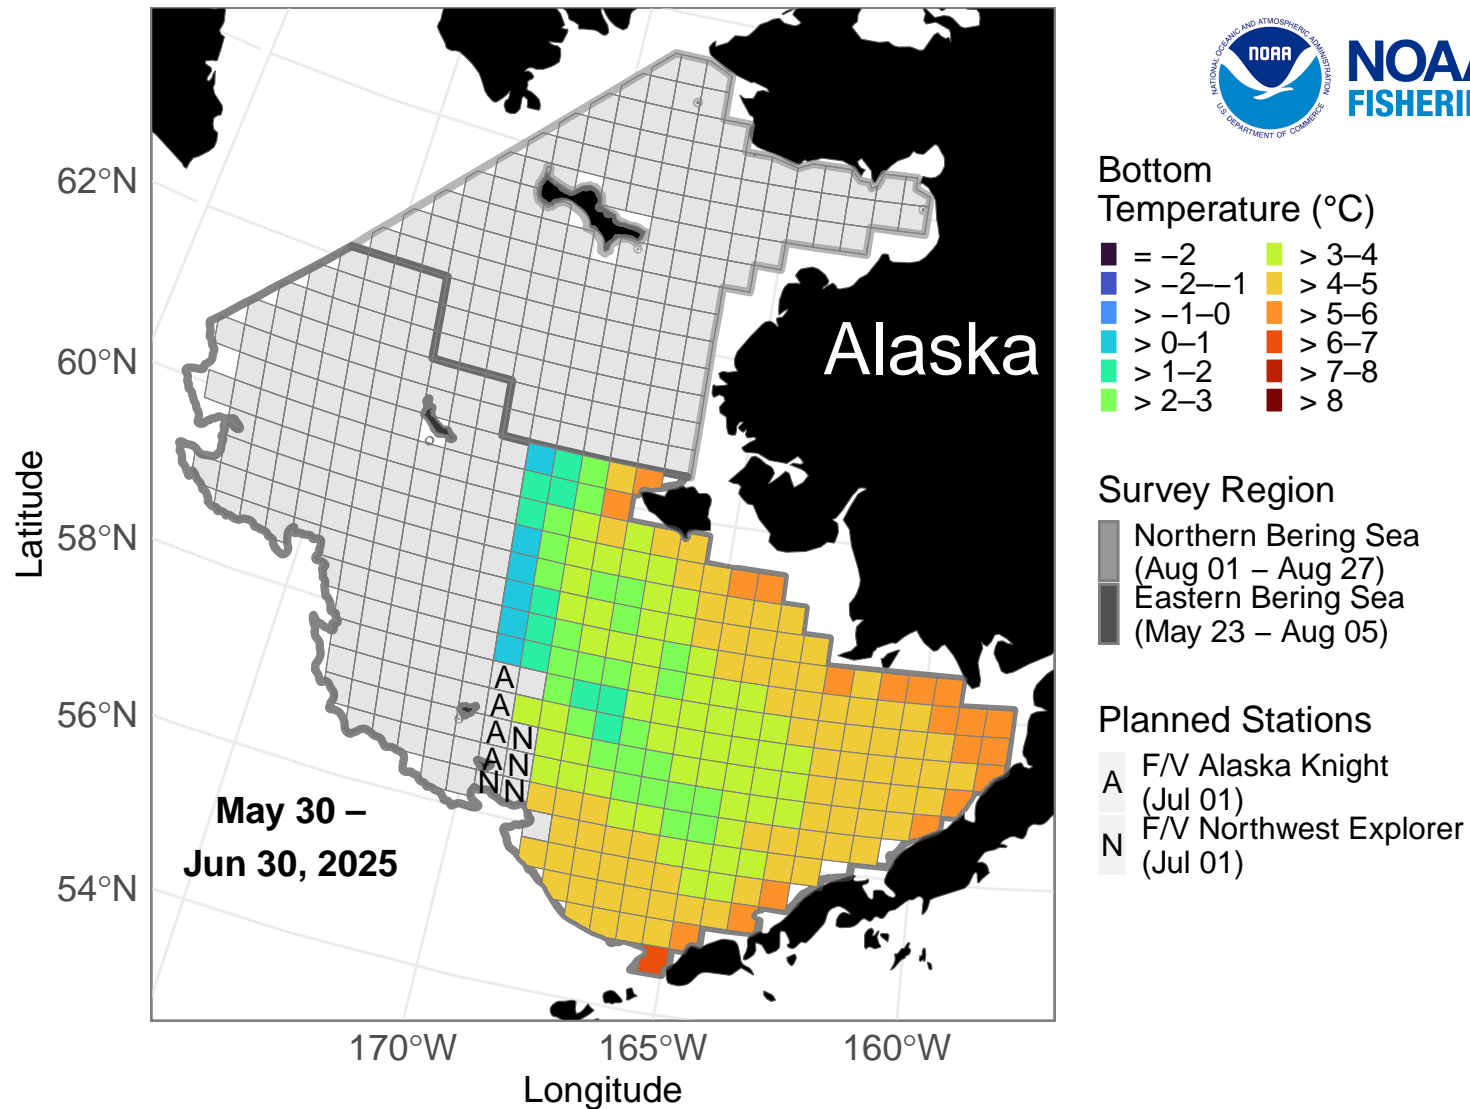 NATIONAL OCEANIC AND ATMOSPHERIC ADMINISTRATION
U.S. DEPARTMENT OF COMMERCE
NOAA
NOAA
FISHERIE
62°N
60°N
58°N
56°N
54°N
Latitude
170°W
165°W
160°W
Longitude
Alaska
A
A
A
N
A
N
N
N
May 30 –
Jun 30, 2025
Bottom
Temperature (°C)
= −2
> −2–−1
> −1–0
> 0–1
> 1–2
> 2–3
> 3–4
> 4–5
> 5–6
> 6–7
> 7–8
> 8
Survey Region
Northern Bering Sea
(Aug 01 – Aug 27)
Eastern Bering Sea
(May 23 – Aug 05)
Planned Stations
A F/V Alaska Knight
(Jul 01)
N F/V Northwest Explorer
(Jul 01)